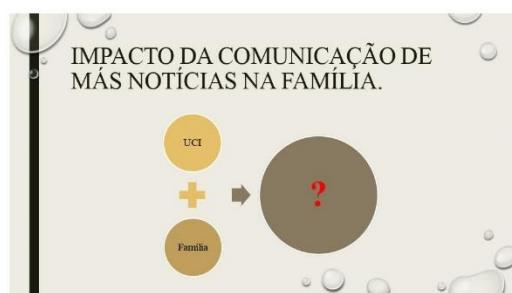 IMPACTO DA COMUNICAÇÃO DE
MÁS NOTÍCIAS NA FAMÍLIA.
UCI
?
Família